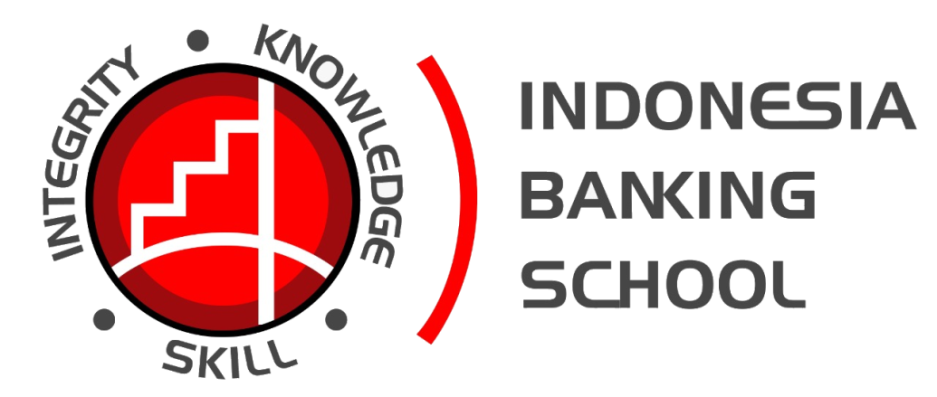 INTEGRITY
KNOWLEDGE
SKILL
INDONESIA
BANKING
SCHOOL